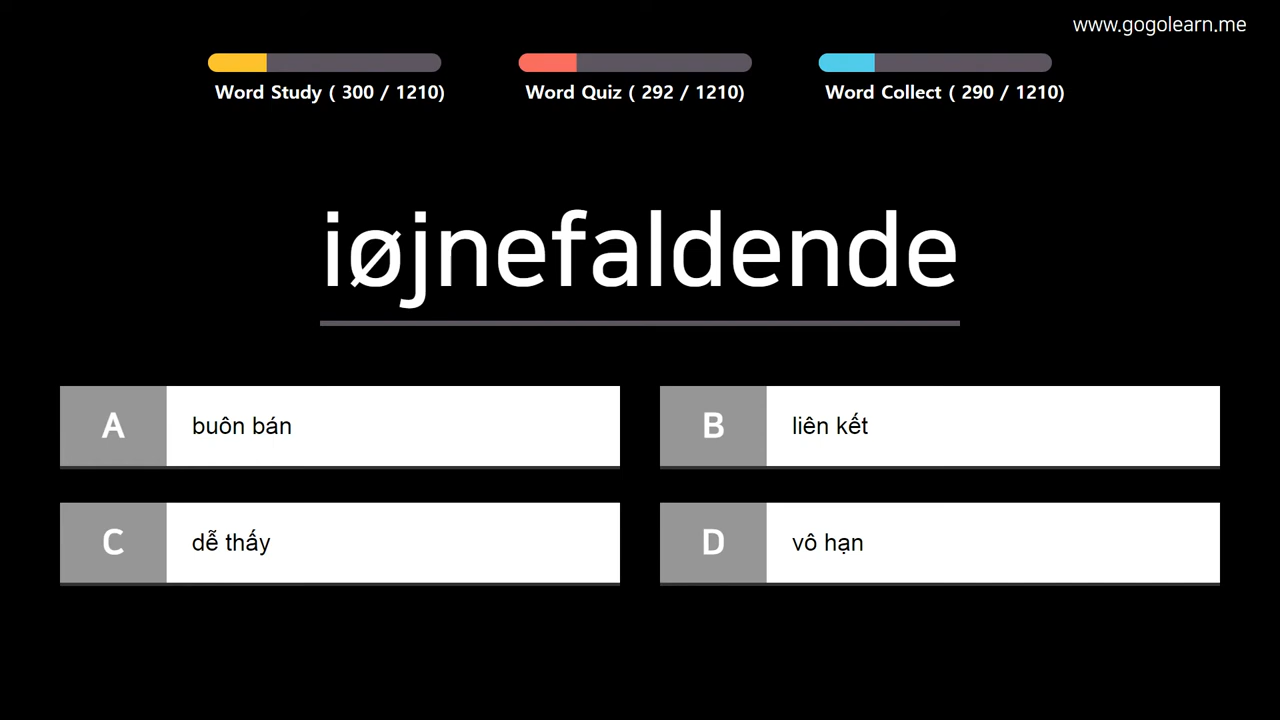 www.gogolearn.me
Word Study ( 300 / 1210)
Word Quiz ( 292 / 1210)
Word Collect ( 290 / 1210)
iøjnefaldende
A buôn bán
B liên kết
C dễ thấy
D vô hạn